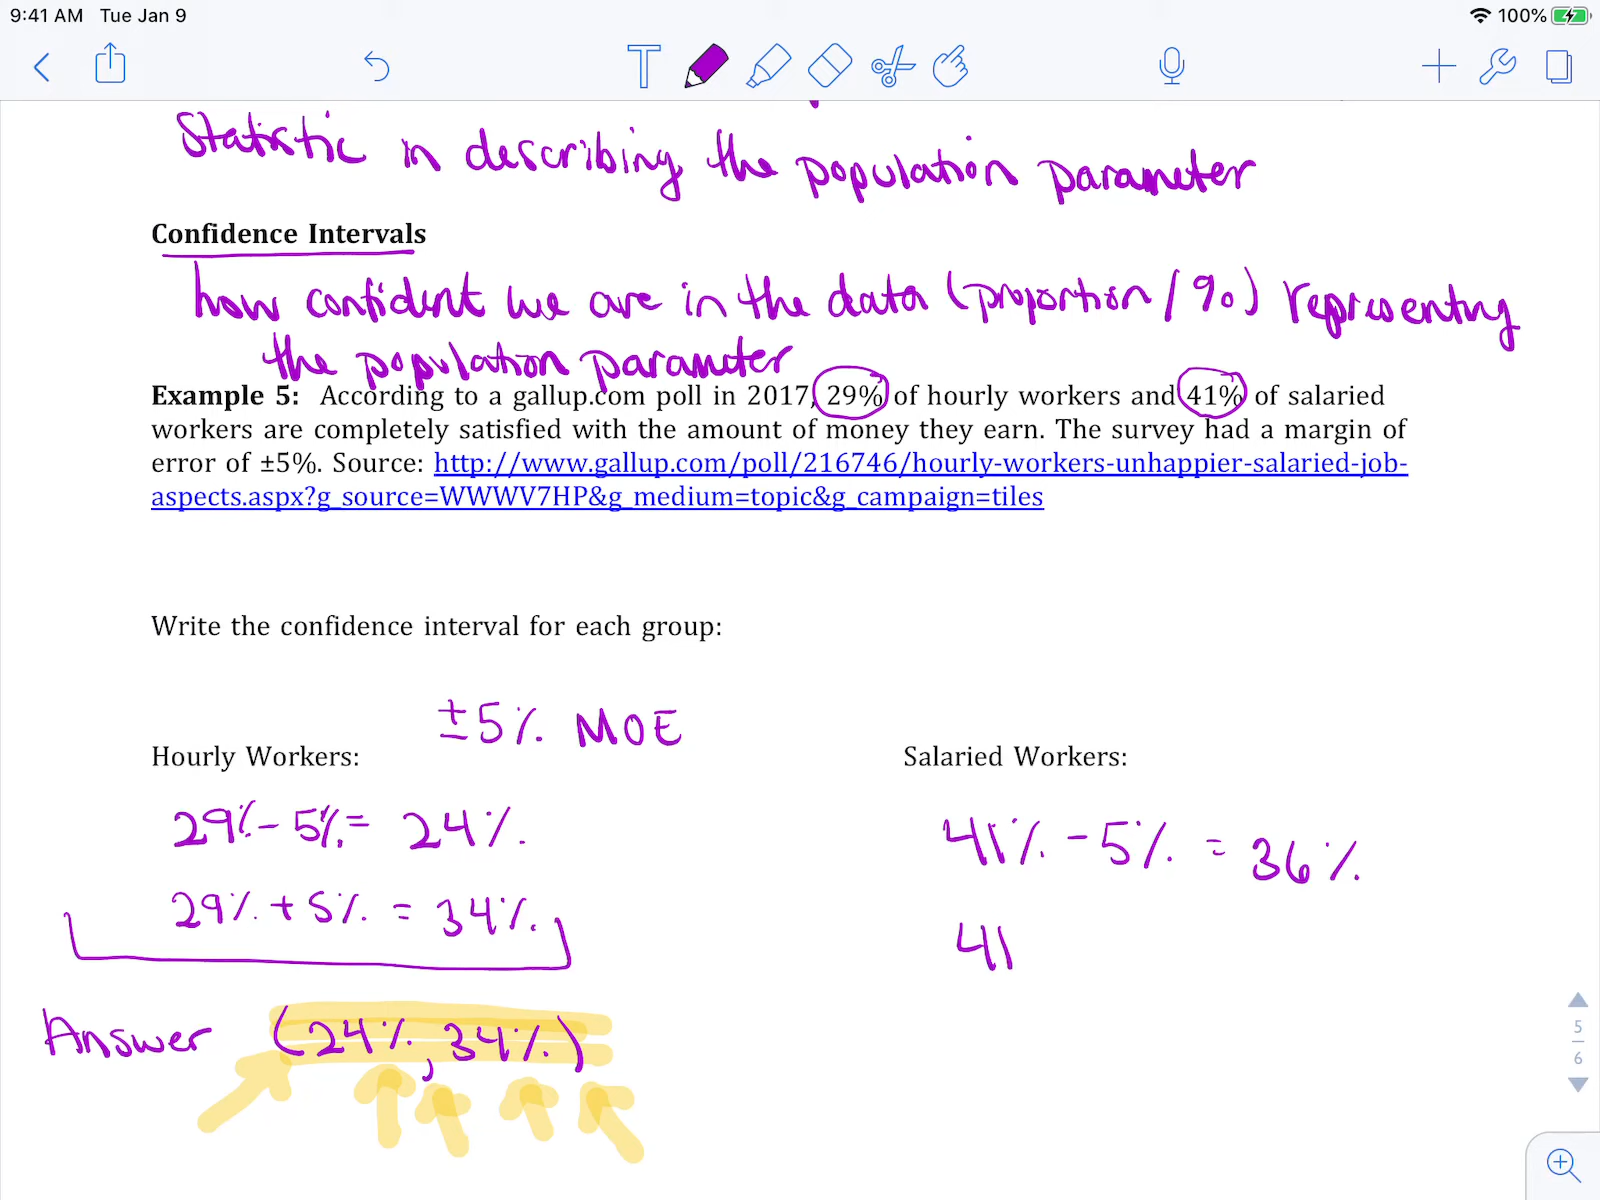 9:41 AM Tue Jan 9 100%
Statistic in describing the population parameter
Confidence Intervals
how confident we are in the data (proportion / %) representing
the population parameter
Example 5: According to a gallup.com poll in 2017, 29% of hourly workers and 41% of salaried
workers are completely satisfied with the amount of money they earn. The survey had a margin of
error of ±5%. Source: http://www.gallup.com/poll/216746/hourly-workers-unhappier-salaried-job-
aspects.aspx?g_source=WWWV7HP&g_medium=topic&g_campaign=tiles
Write the confidence interval for each group:
±5% MOE
Hourly Workers: Salaried Workers:
29% - 5% = 24% 41% - 5% = 36%
29% + 5% = 34% 41
Answer (24%, 34%)
5
6